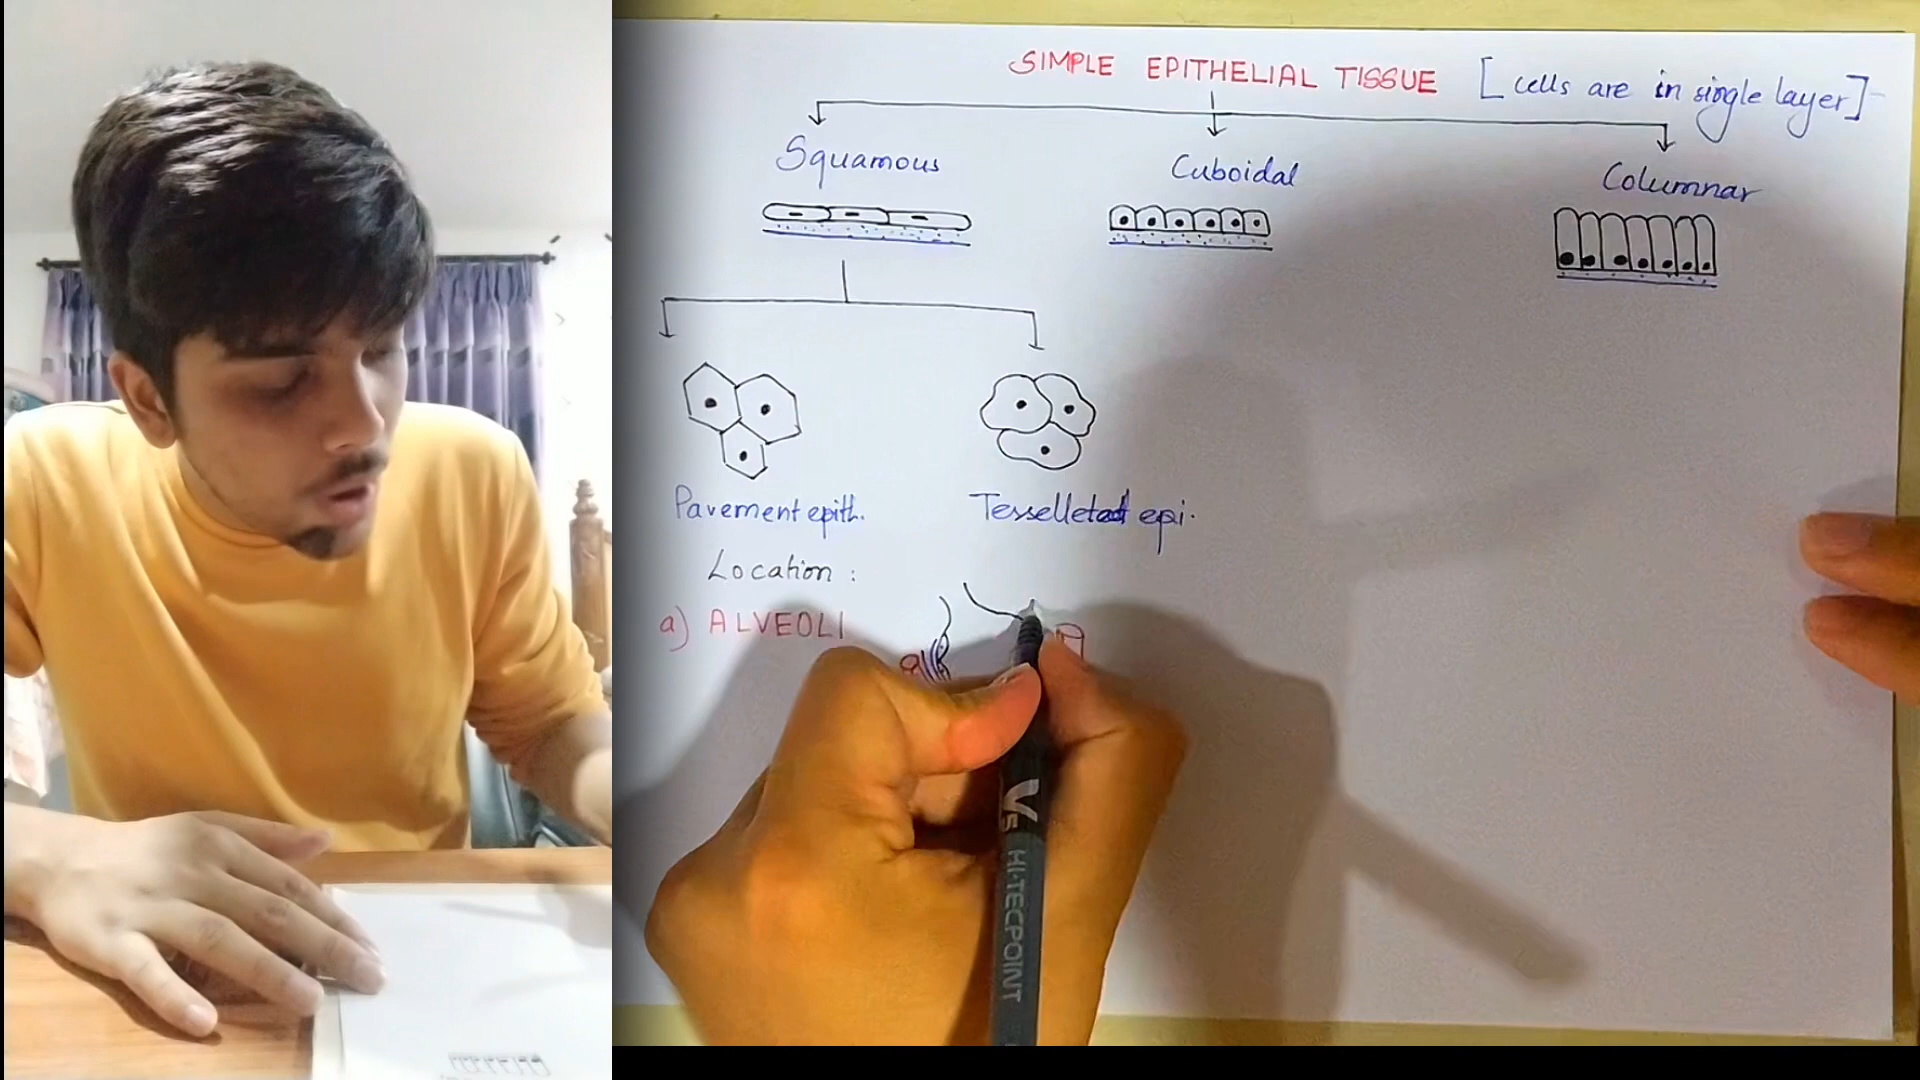 SIMPLE EPITHELIAL TISSUE [cells are in single layer]
Squamous
Cuboidal
Columnar
Pavement epith.
Tesselletad epi.
Location :
a) ALVEOLI
V5 HI-TECPOINT